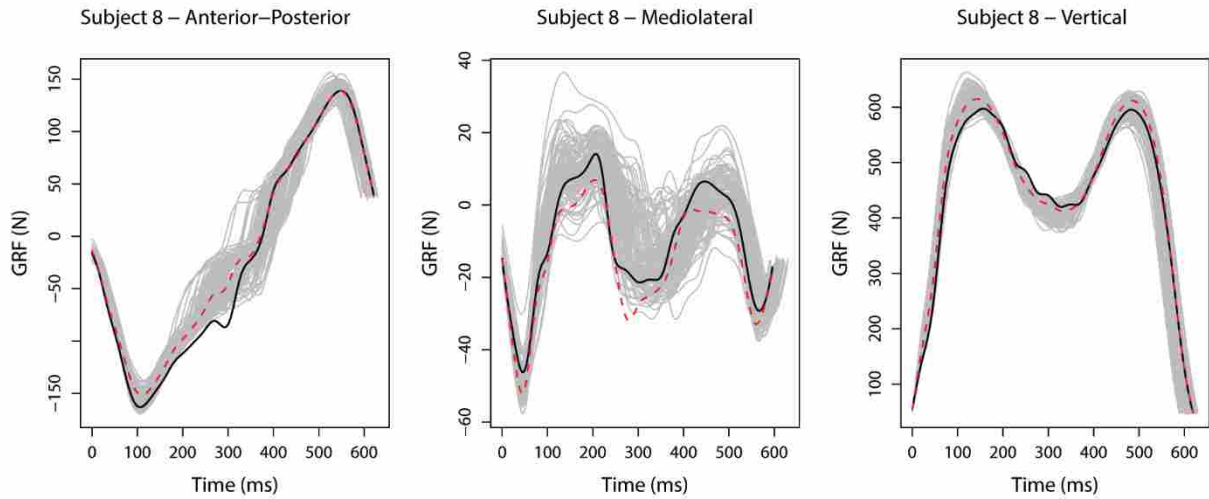 Subject 8 – Anterior–Posterior
GRF (N)
150
100
50
0
−50
−150
0 100 200 300 400 500 600
Time (ms)
Subject 8 – Mediolateral
GRF (N)
40
20
0
−20
−40
−60
0 100 200 300 400 500 600
Time (ms)
Subject 8 – Vertical
GRF (N)
600
500
400
300
200
100
0 100 200 300 400 500 600
Time (ms)